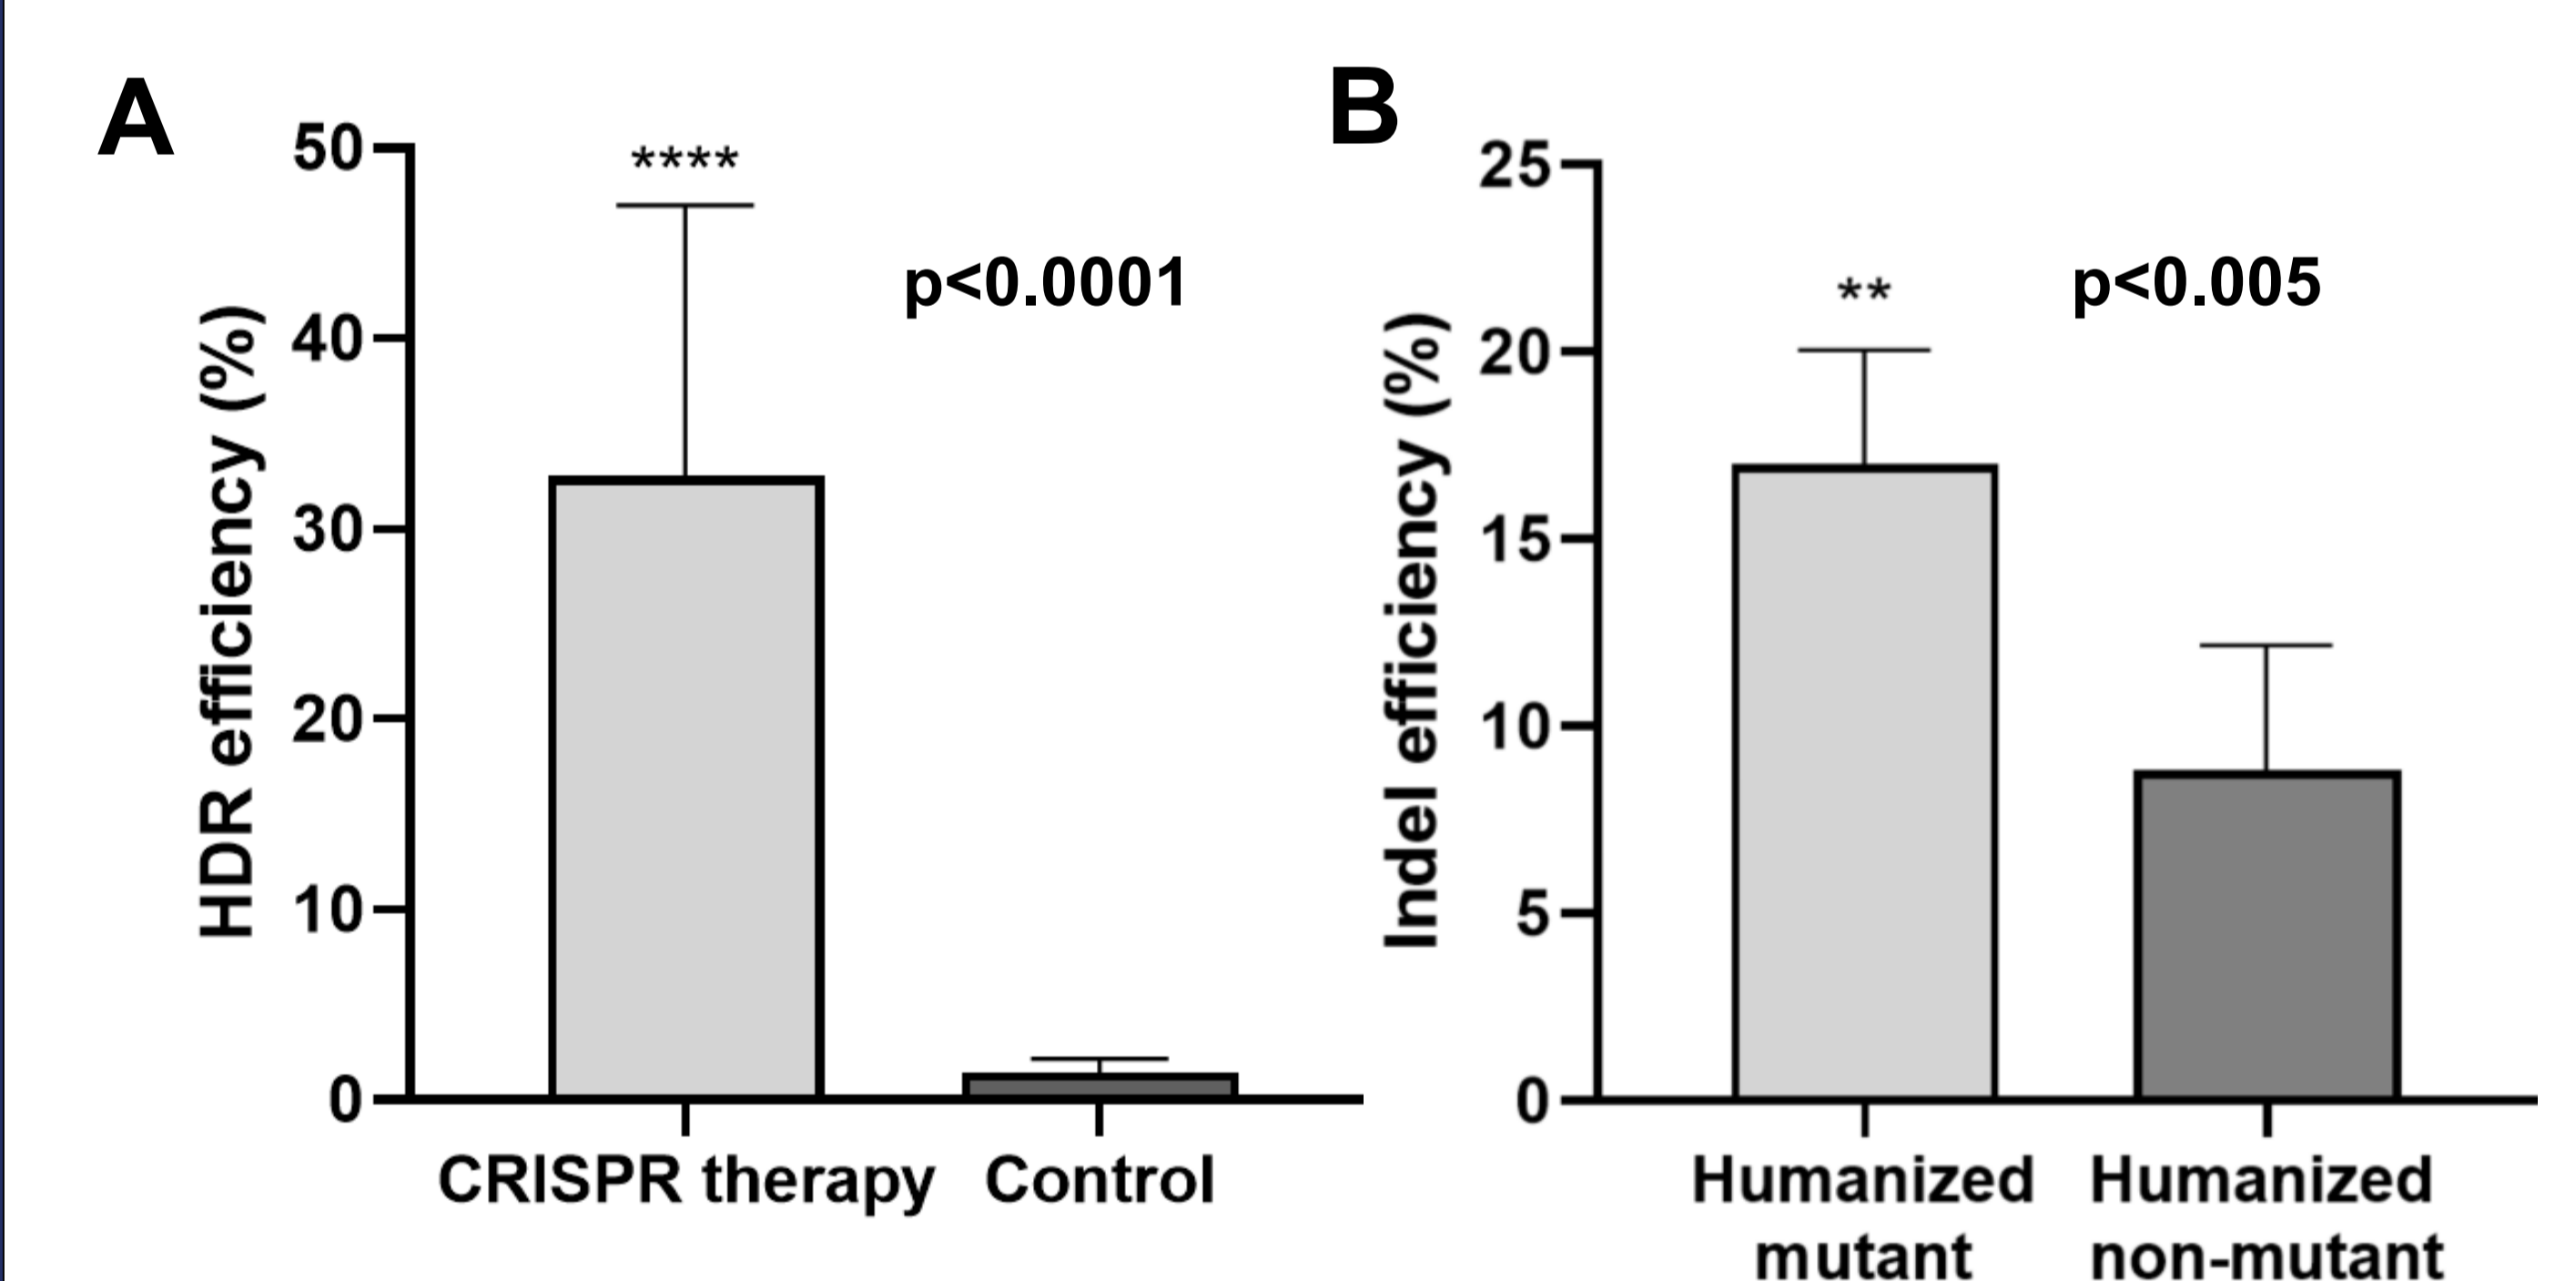 A
50
40
30
20
10
0
HDR efficiency (%)
****
p<0.0001
CRISPR therapy
Control
B
25
20
15
10
5
0
Indel efficiency (%)
**
p<0.005
Humanized
mutant
Humanized
non-mutant